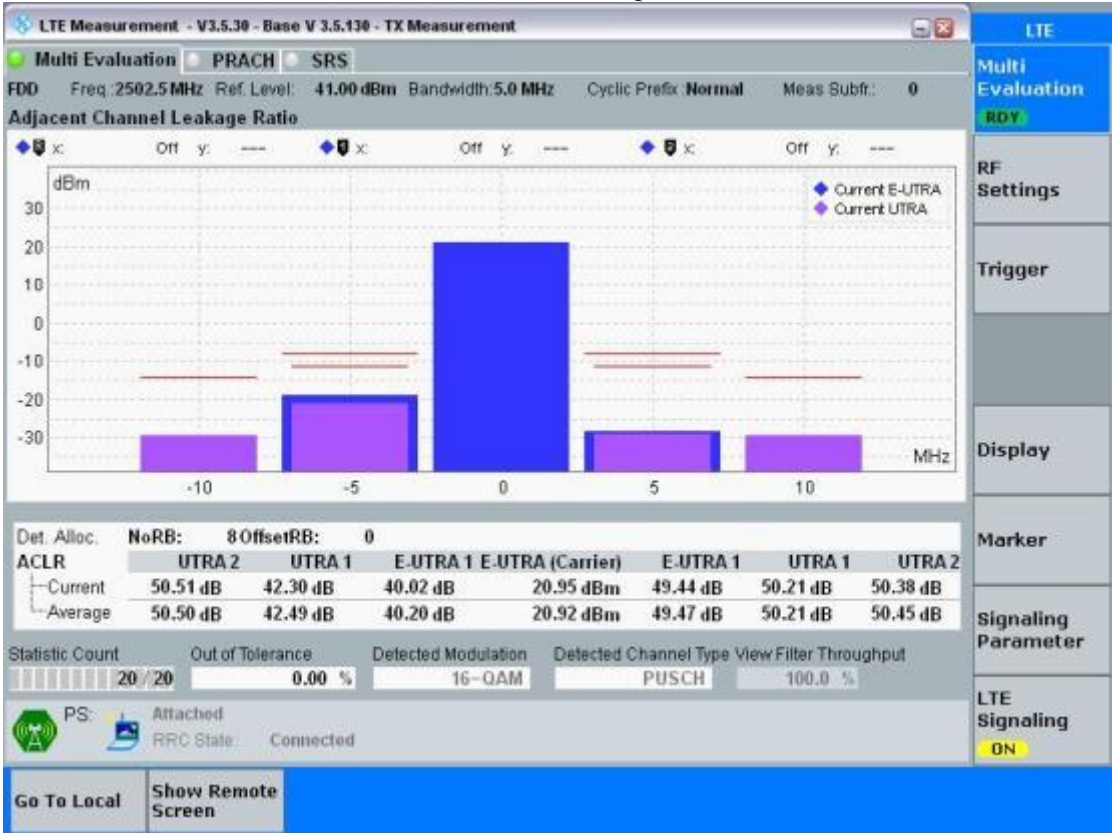 LTE Measurement - V3.5.30 - Base V 3.5.130 - TX Measurement
LTE
Multi Evaluation PRACH SRS
Multi
Evaluation
RDY
FDD Freq.:2502.5 MHz Ref. Level: 41.00 dBm Bandwidth:5.0 MHz Cyclic Prefix :Normal Meas Subfr.: 0
Adjacent Channel Leakage Ratio
x: Off y: --- x: Off y: --- x: Off y: ---
dBm
Current E-UTRA
Current UTRA
30
20
10
0
-10
-20
-30
MHz
-10 -5 0 5 10
RF
Settings
Trigger
Display
Marker
Signaling
Parameter
LTE
Signaling
ON
Det. Alloc. NoRB: 8 OffsetRB: 0
ACLR UTRA 2 UTRA 1 E-UTRA 1 E-UTRA (Carrier) E-UTRA 1 UTRA 1 UTRA 2
Current 50.51 dB 42.30 dB 40.02 dB 20.95 dBm 49.44 dB 50.21 dB 50.38 dB
Average 50.50 dB 42.49 dB 40.20 dB 20.92 dBm 49.47 dB 50.21 dB 50.45 dB
Statistic Count Out of Tolerance Detected Modulation Detected Channel Type View Filter Throughput
20 / 20 0.00 % 16-QAM PUSCH 100.0 %
PS: Attached
RRC State: Connected
Go To Local
Show Remote
Screen